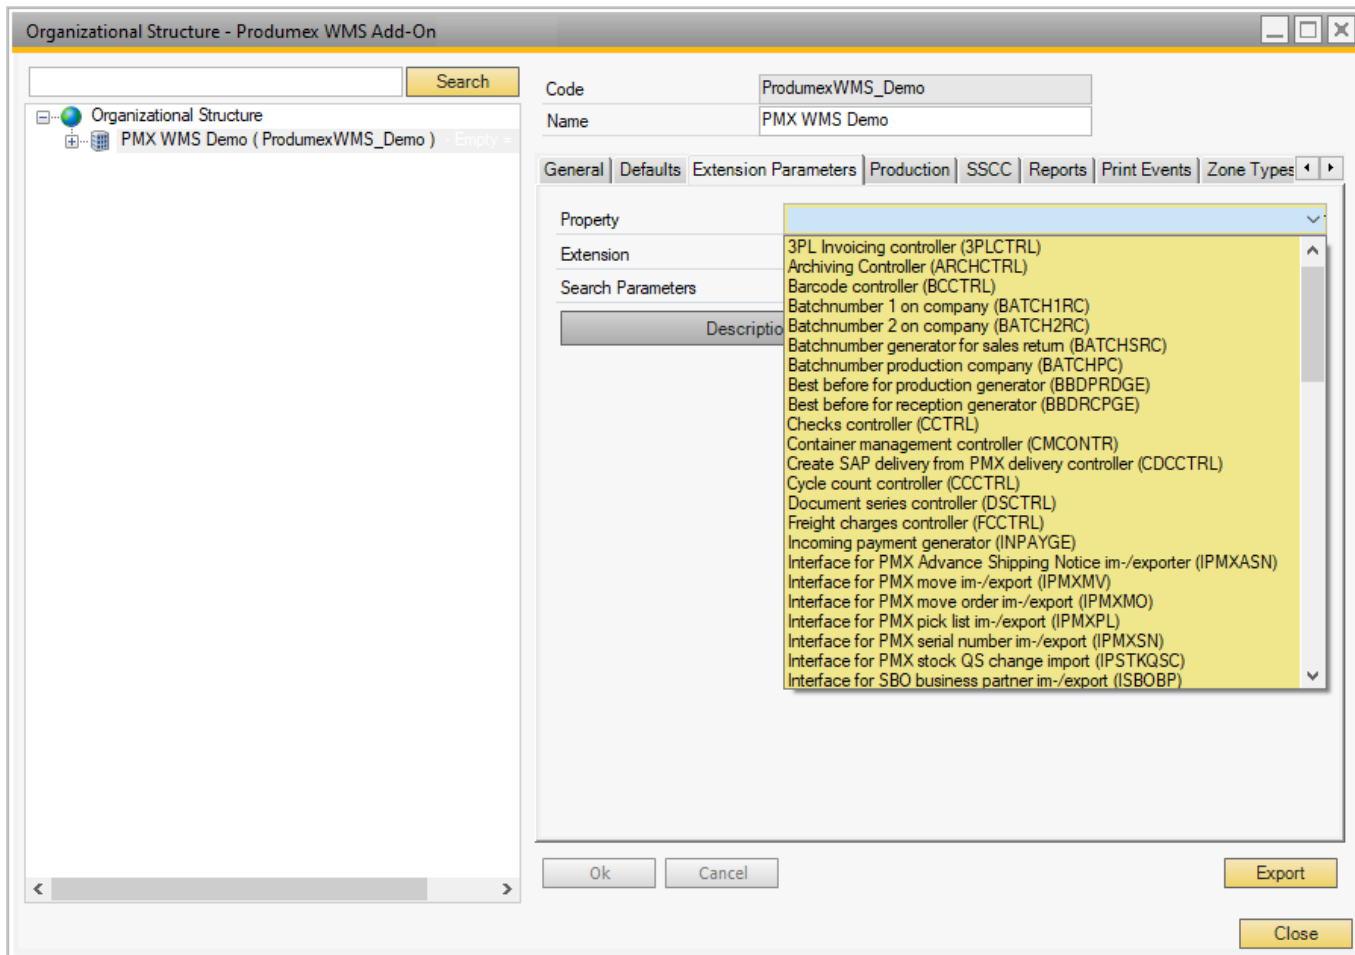 Organizational Structure - Produmex WMS Add-On
Search
Organizational Structure
PMX WMS Demo ( ProdumexWMS_Demo ) - Empty =
Code ProdumexWMS_Demo
Name PMX WMS Demo
General Defaults Extension Parameters Production SSCC Reports Print Events Zone Types
Property
Extension
Search Parameters
Descriptio
3PL Invoicing controller (3PLCTRL)
Archiving Controller (ARCHCTRL)
Barcode controller (BCCTRL)
Batchnumber 1 on company (BATCH1RC)
Batchnumber 2 on company (BATCH2RC)
Batchnumber generator for sales return (BATCHSRC)
Batchnumber production company (BATCHPC)
Best before for production generator (BBDPRDGE)
Best before for reception generator (BBDRCPGE)
Checks controller (CCTRL)
Container management controller (CMCONTR)
Create SAP delivery from PMX delivery controller (CDCCTRL)
Cycle count controller (CCCTRL)
Document series controller (DSCTRL)
Freight charges controller (FCCTRL)
Incoming payment generator (INPAYGE)
Interface for PMX Advance Shipping Notice im-/exporter (IPMXASN)
Interface for PMX move im-/export (IPMXMV)
Interface for PMX move order im-/export (IPMXMO)
Interface for PMX pick list im-/export (IPMXPL)
Interface for PMX serial number im-/export (IPMXSN)
Interface for PMX stock QS change import (IPSTKQSC)
Interface for SBO business partner im-/export (ISBOBP)
Ok Cancel Export
Close